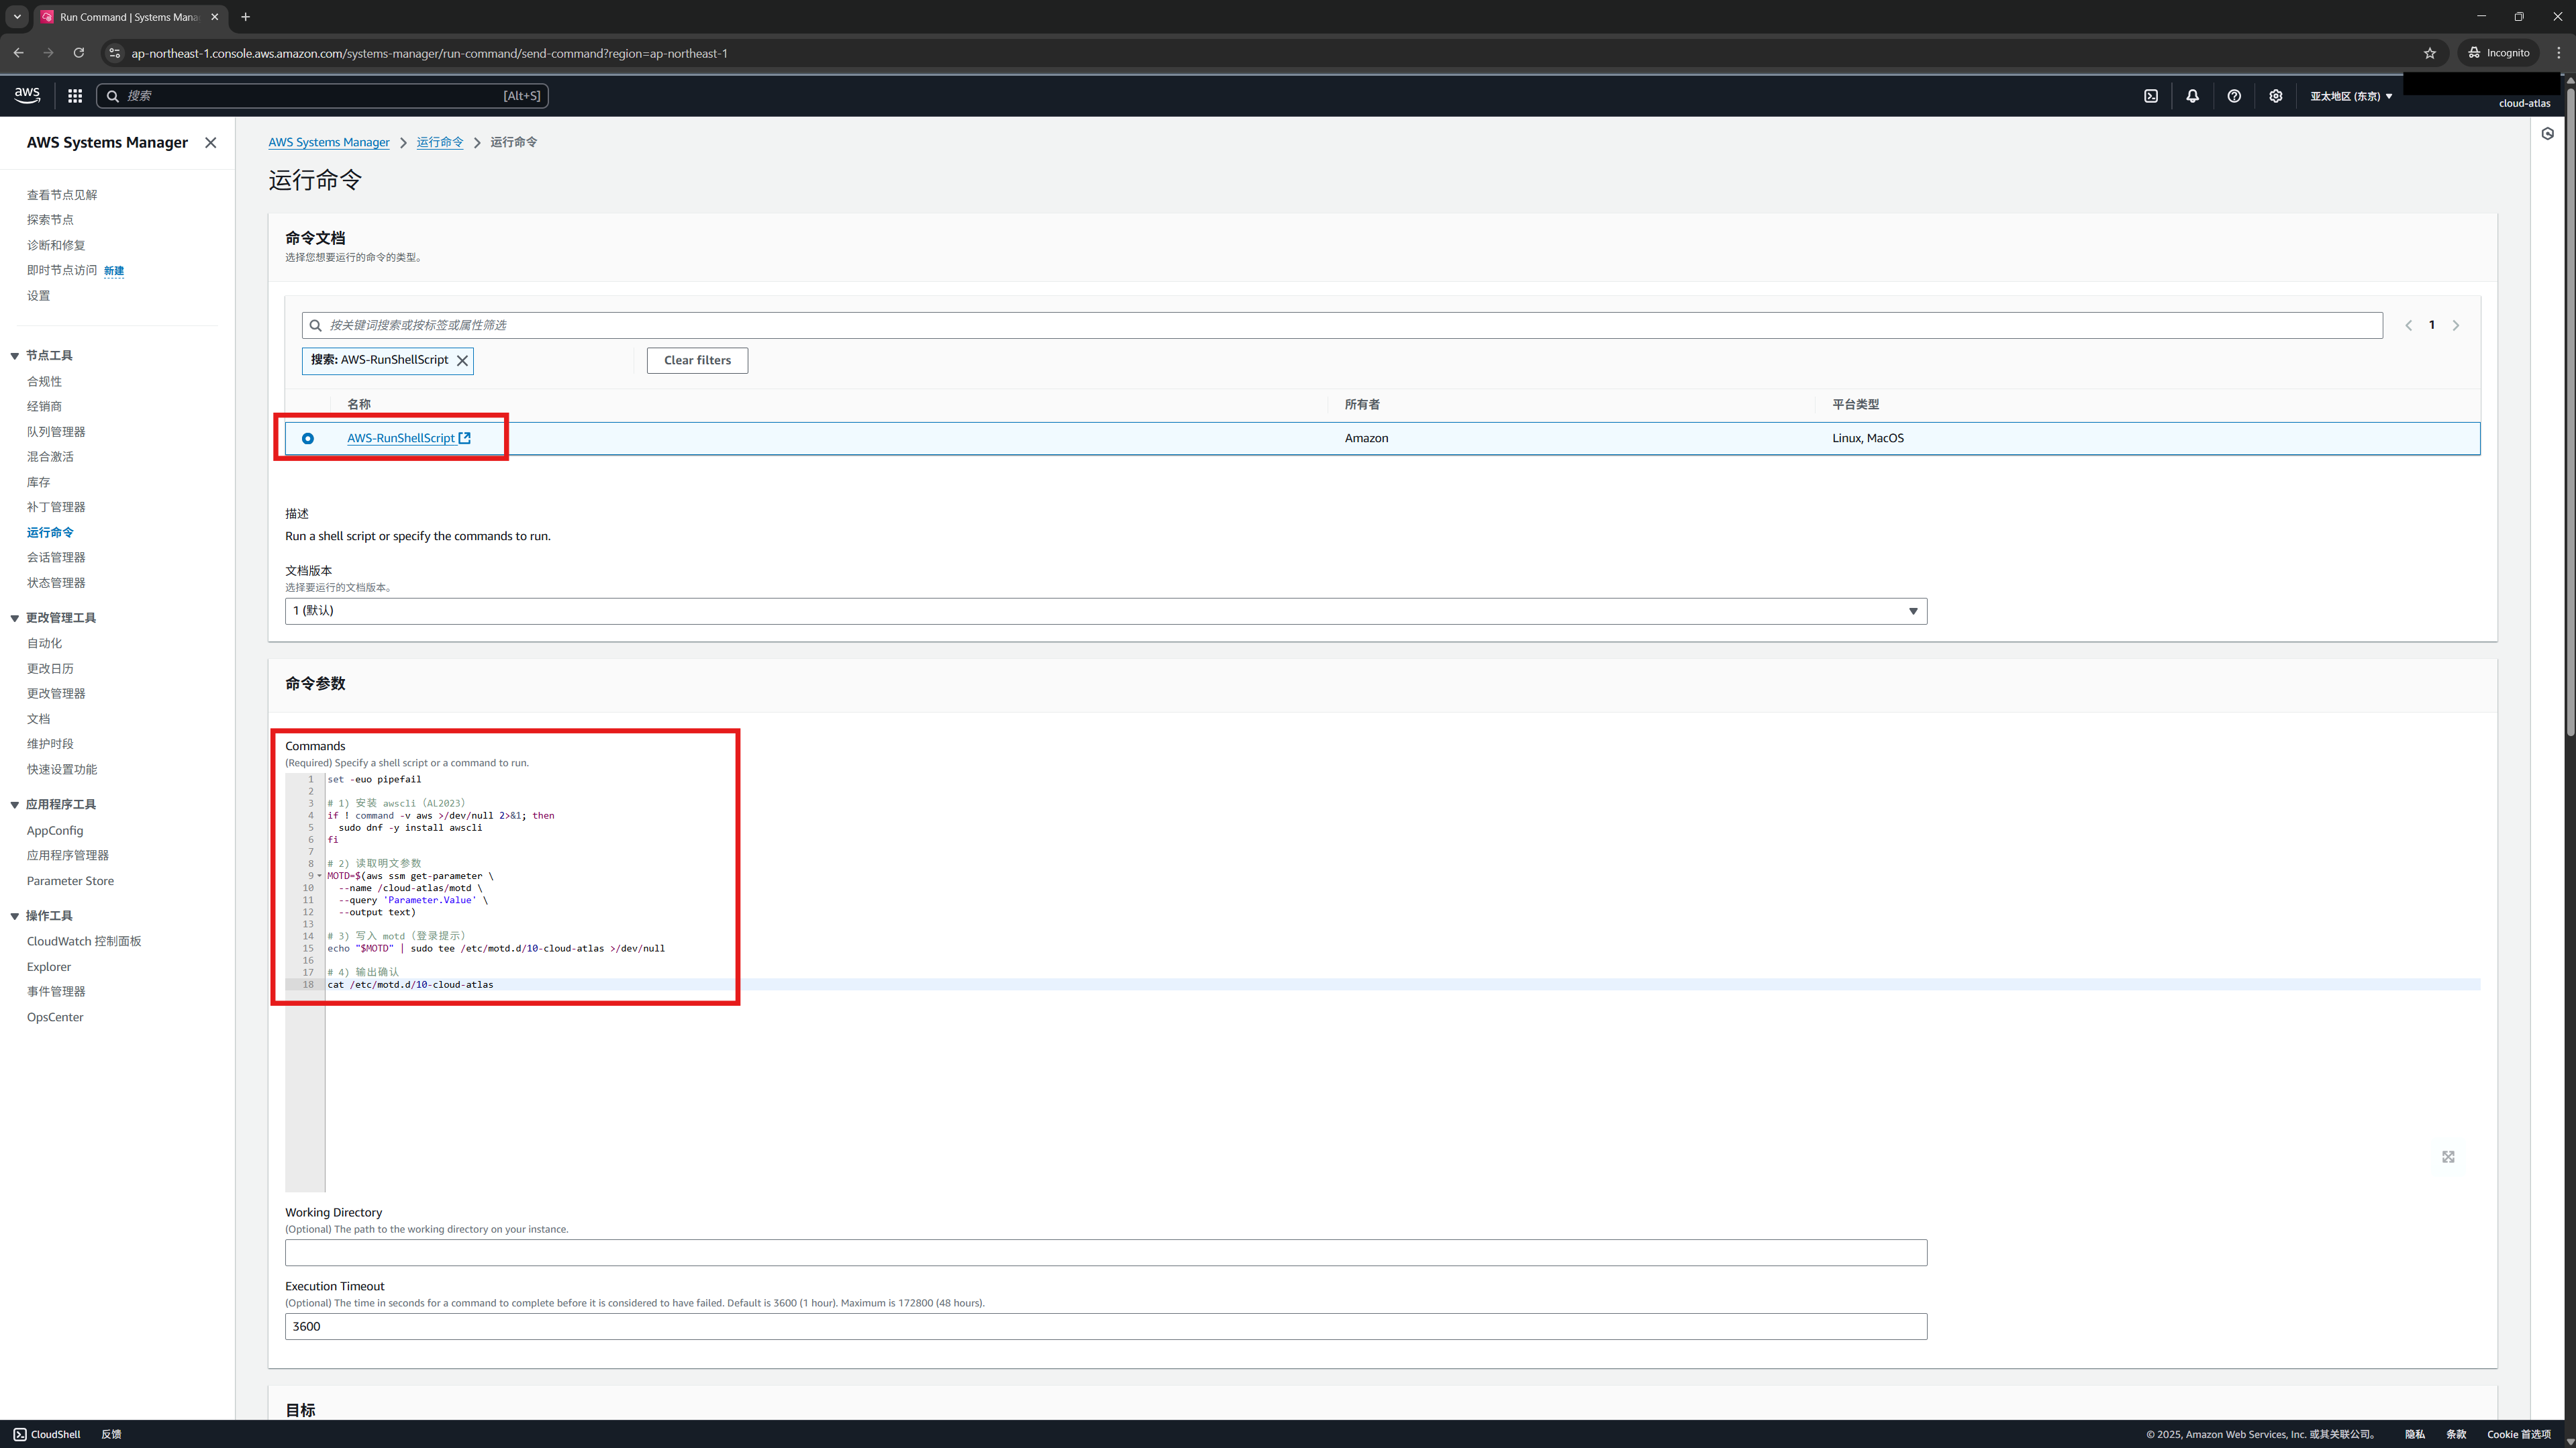 Run Command | Systems Mana
ap-northeast-1.console.aws.amazon.com/systems-manager/run-command/send-command?region=ap-northeast-1
Incognito
aws
搜索
[Alt+S]
亚太地区 (东京)
cloud-atlas
AWS Systems Manager
查看节点见解
探索节点
诊断和修复
即时节点访问 新建
设置
节点工具
合规性
经销商
队列管理器
混合激活
库存
补丁管理器
运行命令
会话管理器
状态管理器
更改管理工具
自动化
更改日历
更改管理器
文档
维护时段
快速设置功能
应用程序工具
AppConfig
应用程序管理器
Parameter Store
操作工具
CloudWatch 控制面板
Explorer
事件管理器
OpsCenter
AWS Systems Manager > 运行命令 > 运行命令
运行命令
命令文档
选择您想要运行的命令的类型。
按关键词搜索或按标签或属性筛选
1
搜索: AWS-RunShellScript
Clear filters
名称 所有者 平台类型
AWS-RunShellScript Amazon Linux, MacOS
描述
Run a shell script or specify the commands to run.
文档版本
选择要运行的文档版本。
1 (默认)
命令参数
Commands
(Required) Specify a shell script or a command to run.
1 set -euo pipefail
2
3 # 1) 安装 awscli（AL2023）
4 if ! command -v aws >/dev/null 2>&1; then
5 sudo dnf -y install awscli
6 fi
7
8 # 2) 读取明文参数
9 MOTD=$(aws ssm get-parameter \
10 --name /cloud-atlas/motd \
11 --query 'Parameter.Value' \
12 --output text)
13
14 # 3) 写入 motd（登录提示）
15 echo "$MOTD" | sudo tee /etc/motd.d/10-cloud-atlas >/dev/null
16
17 # 4) 输出确认
18 cat /etc/motd.d/10-cloud-atlas
Working Directory
(Optional) The path to the working directory on your instance.
Execution Timeout
(Optional) The time in seconds for a command to complete before it is considered to have failed. Default is 3600 (1 hour). Maximum is 172800 (48 hours).
3600
目标
CloudShell 反馈
© 2025, Amazon Web Services, Inc. 或其关联公司。 隐私 条款 Cookie 首选项